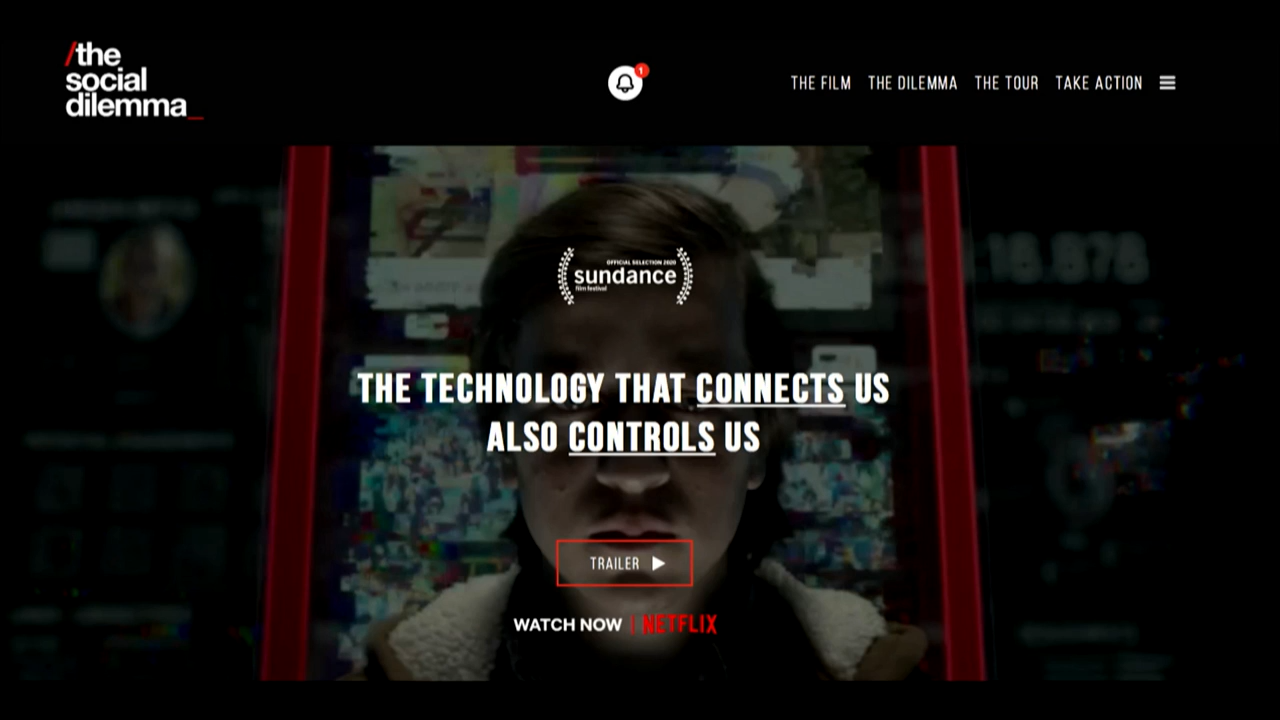 /the
social
dilemma_
1
THE FILM THE DILEMMA THE TOUR TAKE ACTION
OFFICIAL SELECTION 2020
sundance
film festival
THE TECHNOLOGY THAT CONNECTS US
ALSO CONTROLS US
TRAILER
WATCH NOW | NETFLIX